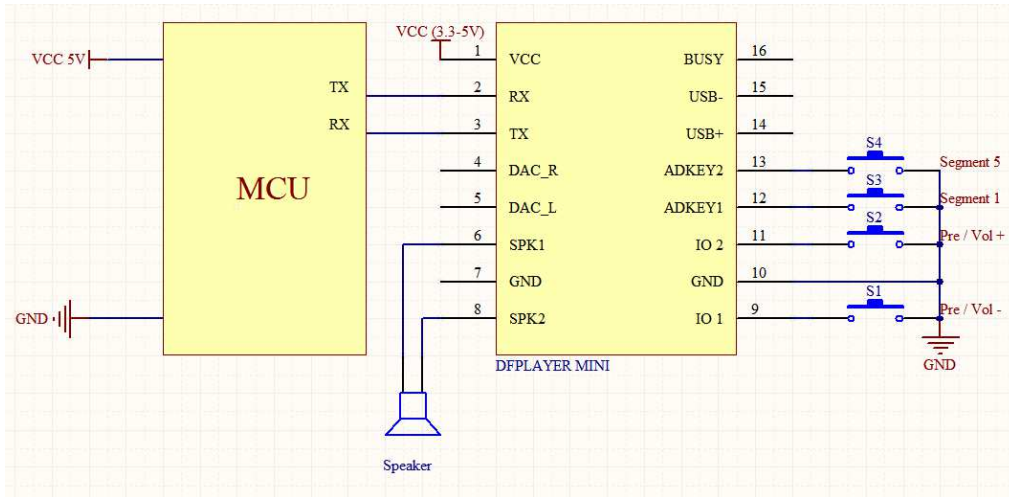 VCC 5V
GND
TX
RX
MCU
VCC (3.3-5V)
1 VCC BUSY 16
2 RX USB- 15
3 TX USB+ 14
4 DAC_R ADKEY2 13
5 DAC_L ADKEY1 12
6 SPK1 IO 2 11
7 GND GND 10
8 SPK2 IO 1 9
DFPLAYER MINI
Speaker
S4 Segment 5
S3 Segment 1
S2 Pre / Vol +
S1 Pre / Vol -
GND